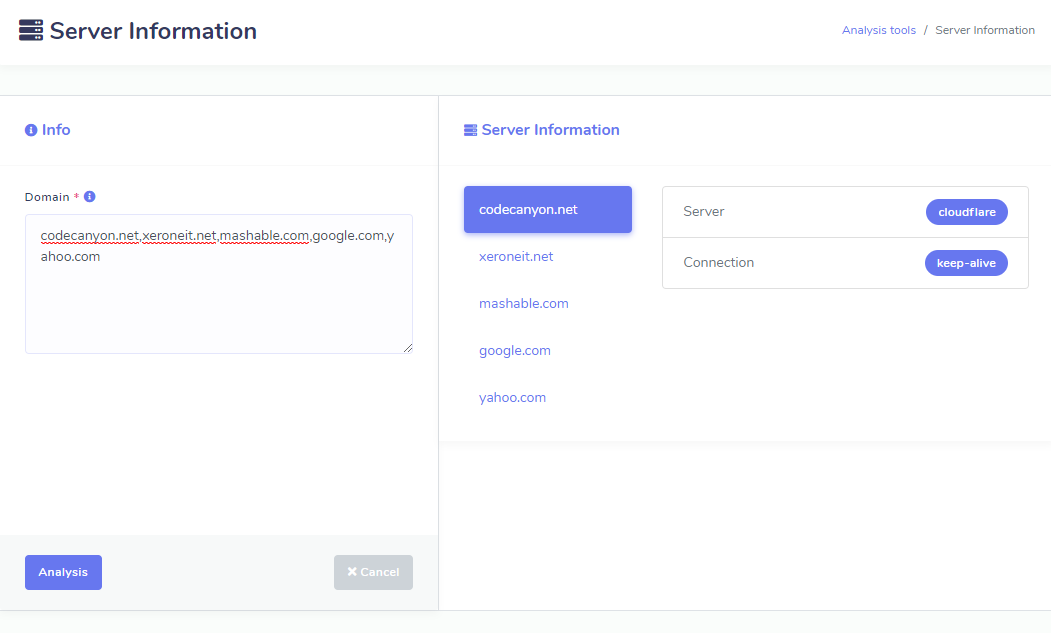 Server Information
Analysis tools / Server Information
Info
Server Information
Domain *
codecanyon.net,xeroneit.net,mashable.com,google.com,y
ahoo.com
codecanyon.net
xeroneit.net
mashable.com
google.com
yahoo.com
Server cloudflare
Connection keep-alive
Analysis
Cancel